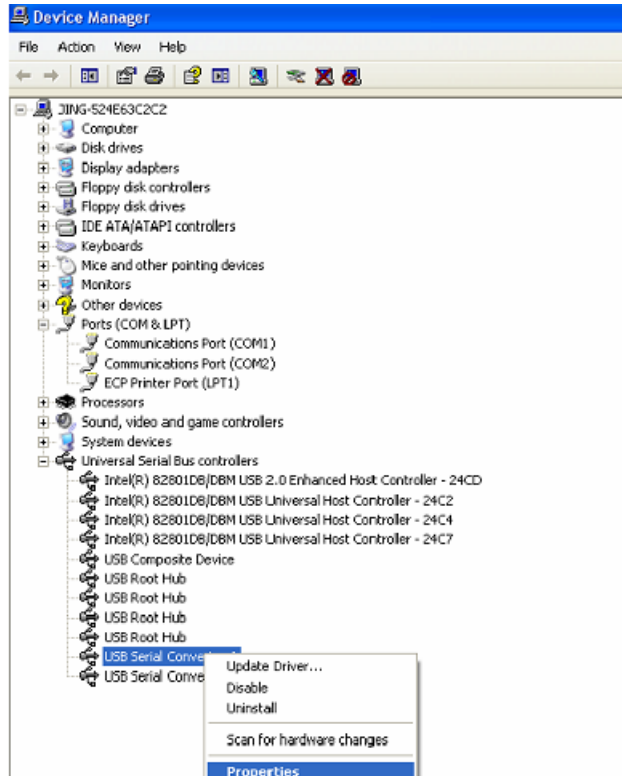 Device Manager
File Action View Help
JING-524E63C2C2
Computer
Disk drives
Display adapters
Floppy disk controllers
Floppy disk drives
IDE ATA/ATAPI controllers
Keyboards
Mice and other pointing devices
Monitors
Other devices
Ports (COM & LPT)
Communications Port (COM1)
Communications Port (COM2)
ECP Printer Port (LPT1)
Processors
Sound, video and game controllers
System devices
Universal Serial Bus controllers
Intel(R) 82801DB/DBM USB 2.0 Enhanced Host Controller - 24CD
Intel(R) 82801DB/DBM USB Universal Host Controller - 24C2
Intel(R) 82801DB/DBM USB Universal Host Controller - 24C4
Intel(R) 82801DB/DBM USB Universal Host Controller - 24C7
USB Composite Device
USB Root Hub
USB Root Hub
USB Root Hub
USB Root Hub
USB Serial Conve
USB Serial Conve
Update Driver...
Disable
Uninstall
Scan for hardware changes
Properties